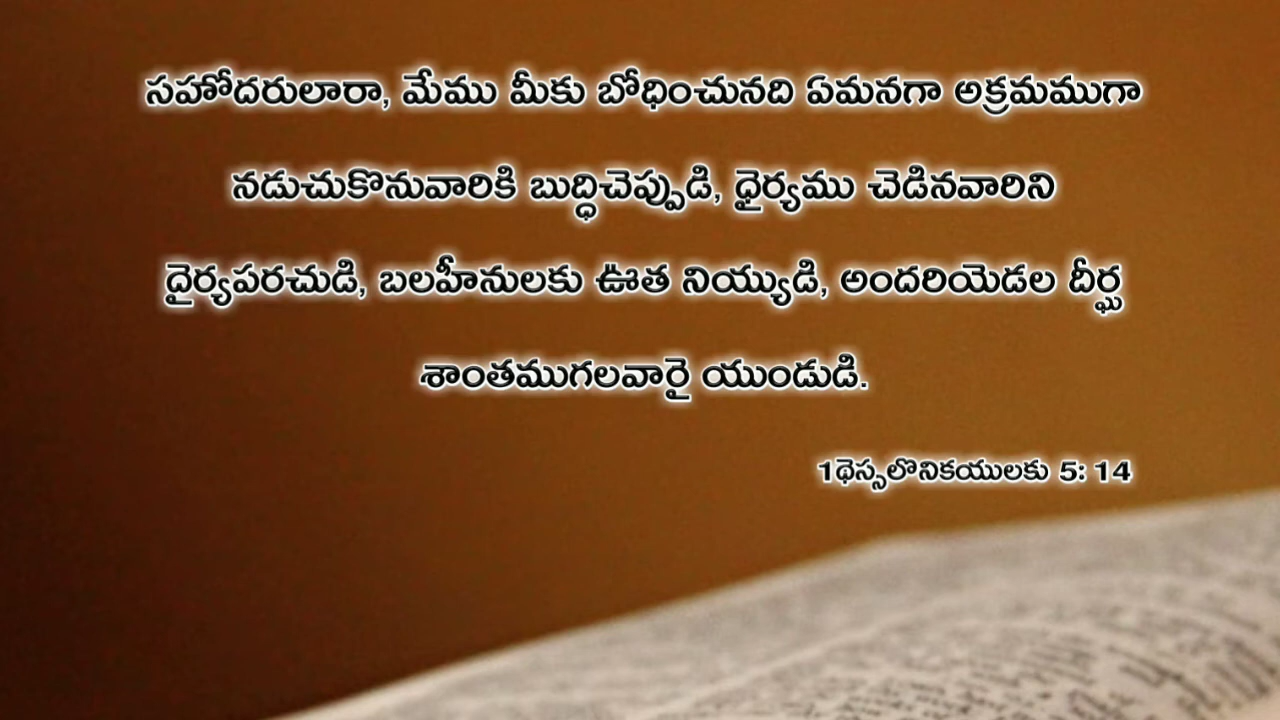 సహోదరులారా, మేము మీకు బోధించునది ఏమనగా అక్రమముగా
నడుచుకొనువారికి బుద్ధిచెప్పుడి, ధైర్యము చెడినవారిని
దైర్యపరచుడి, బలహీనులకు ఊత నియ్యుడి, అందరియెడల దీర్ఘ
శాంతముగలవారై యుండుడి.
1థెస్సలొనికయులకు 5: 14